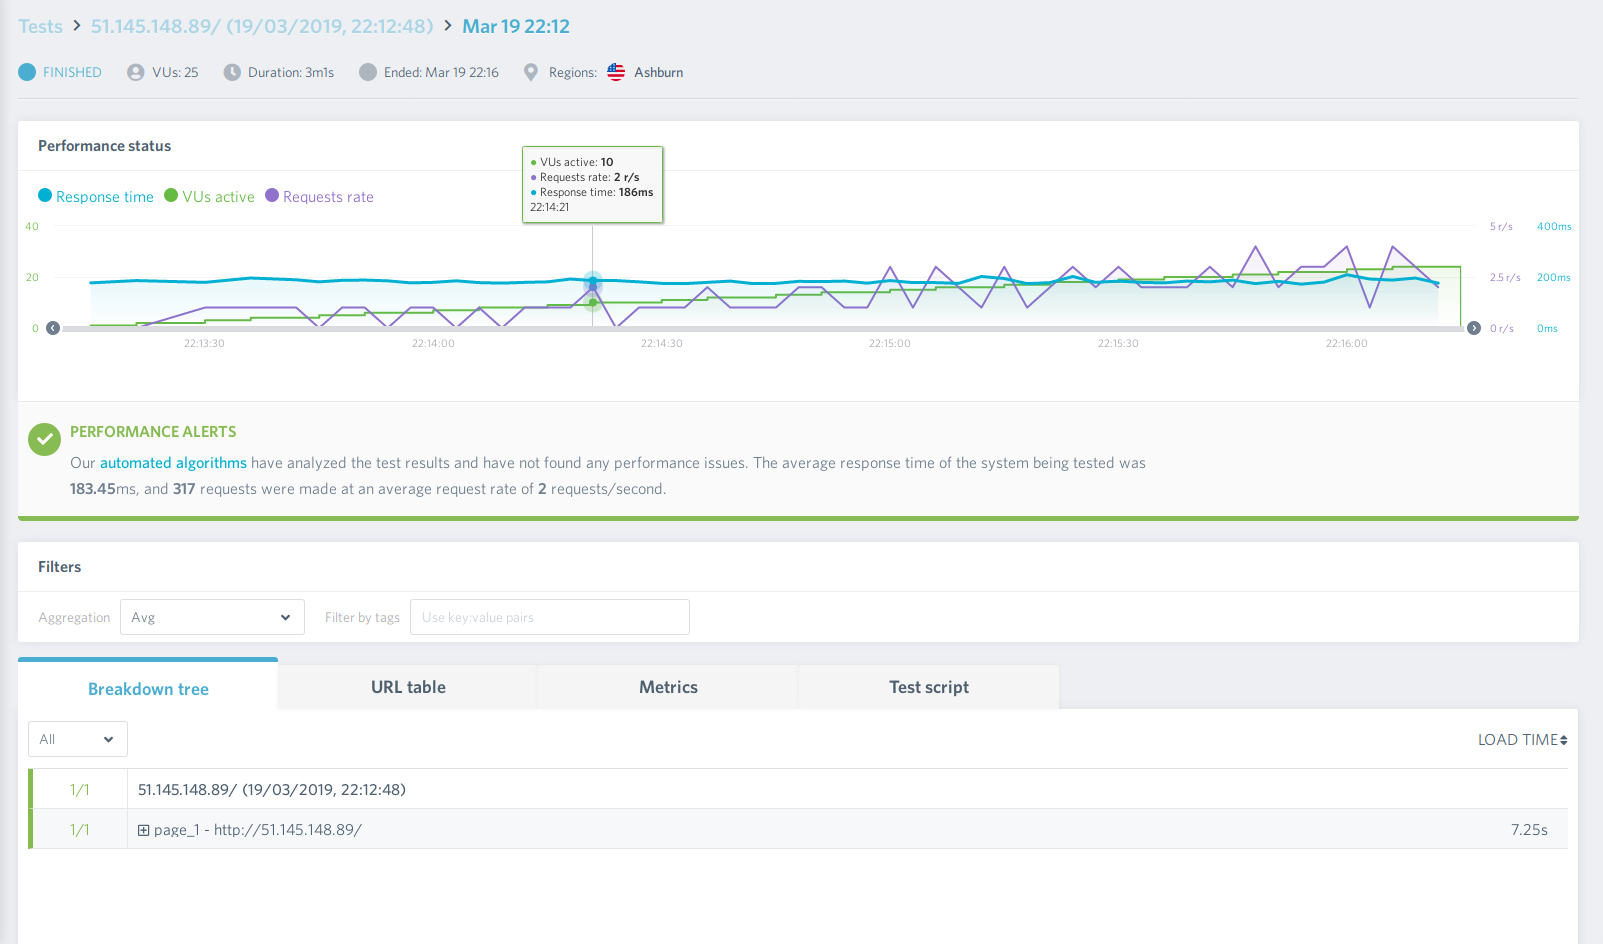 Tests > 51.145.148.89/ (19/03/2019, 22:12:48) > Mar 19 22:12
FINISHED VUs: 25 Duration: 3m1s Ended: Mar 19 22:16 Regions: Ashburn
Performance status
VUs active: 10
Requests rate: 2 r/s
Response time: 186ms
22:14:21
Response time VUs active Requests rate
40 5 r/s 400ms
20 2.5 r/s 200ms
0 0 r/s 0ms
22:13:30 22:14:00 22:14:30 22:15:00 22:15:30 22:16:00
PERFORMANCE ALERTS
Our automated algorithms have analyzed the test results and have not found any performance issues. The average response time of the system being tested was
183.45ms, and 317 requests were made at an average request rate of 2 requests/second.
Filters
Aggregation Avg Filter by tags Use key:value pairs
Breakdown tree URL table Metrics Test script
All LOAD TIME
1/1 51.145.148.89/ (19/03/2019, 22:12:48)
1/1 page_1 - http://51.145.148.89/ 7.25s